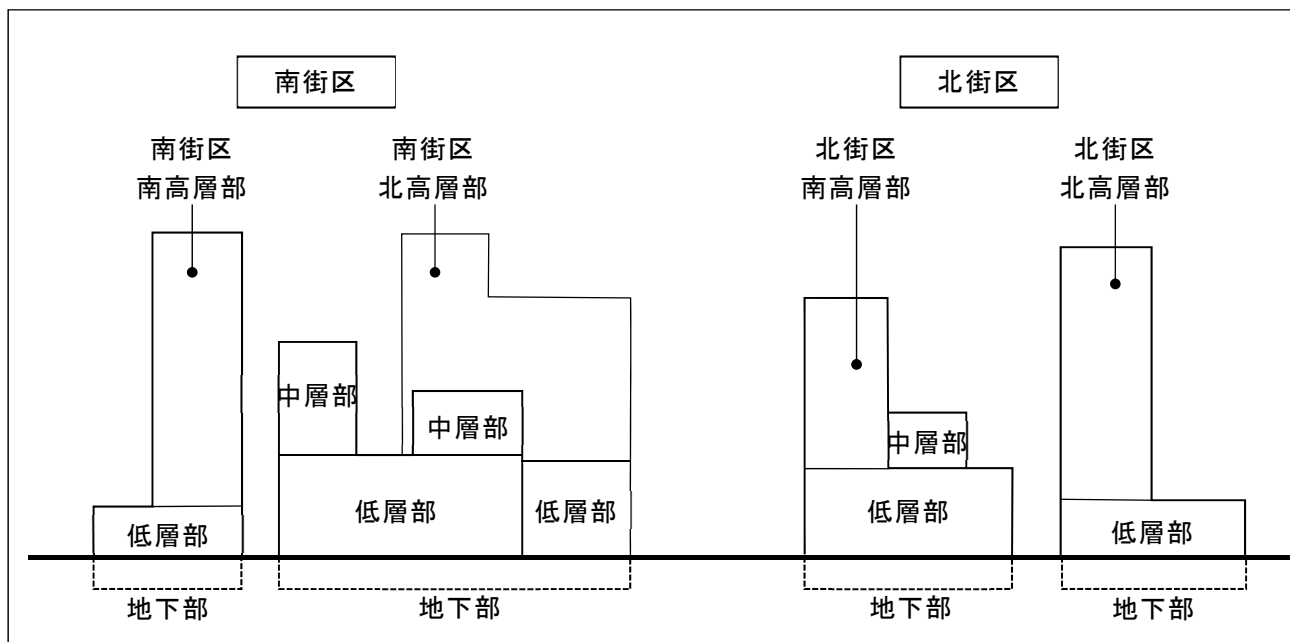 南街区
北街区
南街区
南高層部
南街区
北高層部
北街区
南高層部
北街区
北高層部
中層部
中層部
中層部
低層部
低層部
低層部
低層部
低層部
地下部
地下部
地下部
地下部